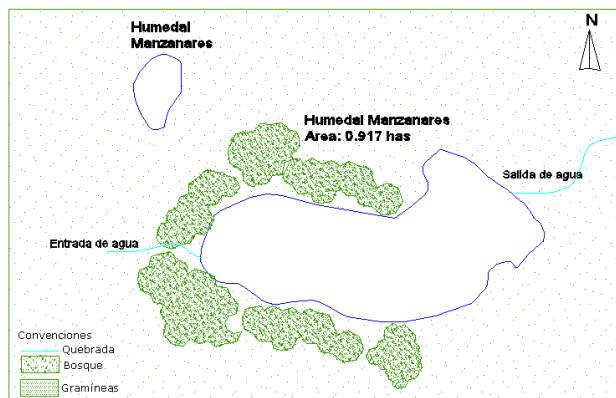 Humedal
Manzanares
N
Humedal Manzanares
Area: 0.917 has
Salida de agua
Entrada de agua
Convenciones
Quebrada
Bosque
Gramíneas